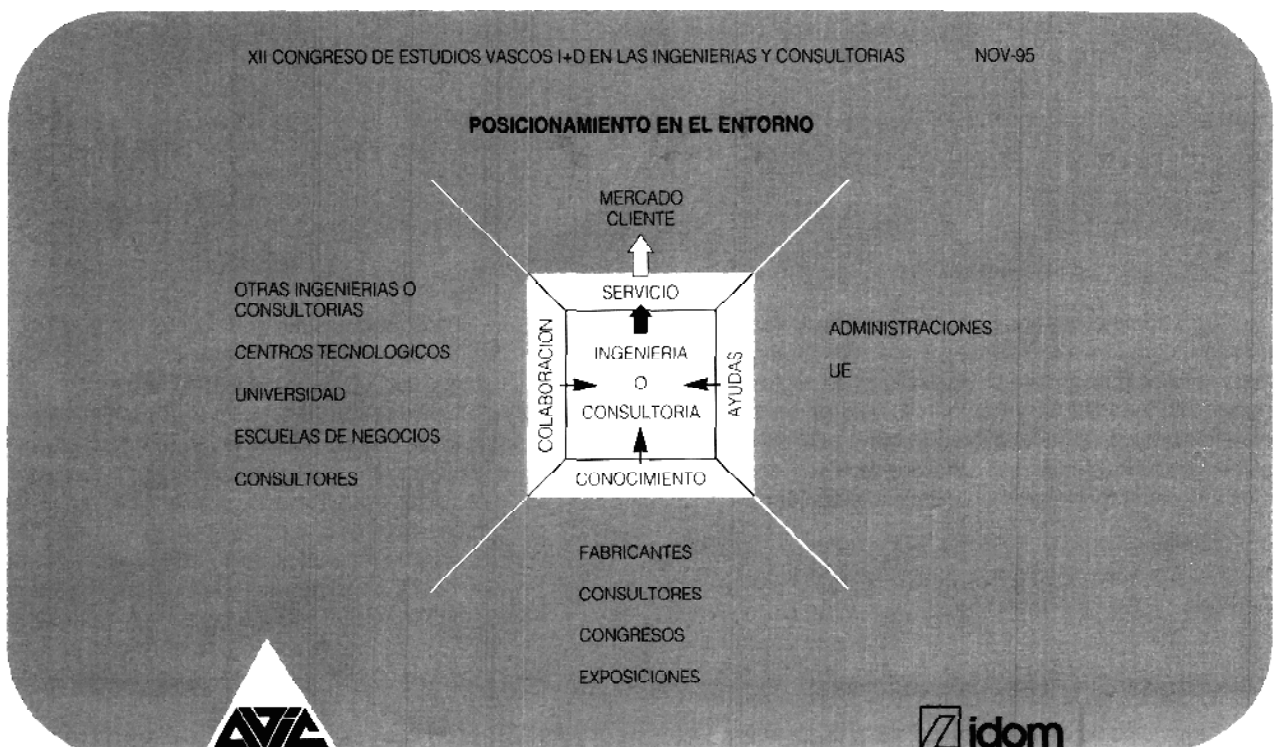 XII CONGRESO DE ESTUDIOS VASCOS I+D EN LAS INGENIERIAS Y CONSULTORIAS NOV-95
POSICIONAMIENTO EN EL ENTORNO
MERCADO
CLIENTE
OTRAS INGENIERIAS O
CONSULTORIAS
CENTROS TECNOLOGICOS
UNIVERSIDAD
ESCUELAS DE NEGOCIOS
CONSULTORES
SERVICIO
COLABORACION
INGENIERIA
O
CONSULTORIA
AYUDAS
CONOCIMIENTO
ADMINISTRACIONES
UE
FABRICANTES
CONSULTORES
CONGRESOS
EXPOSICIONES
AVIC
idom